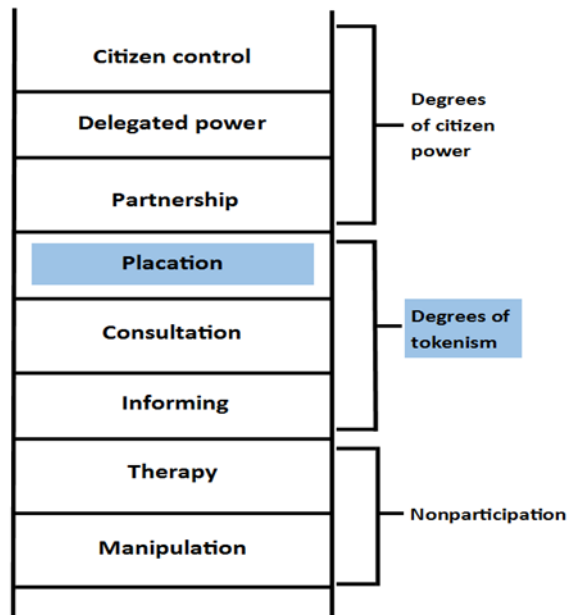 Citizen control
Delegated power
Partnership
Placation
Consultation
Informing
Therapy
Manipulation
Degrees
of citizen
power
Degrees of
tokenism
Nonparticipation